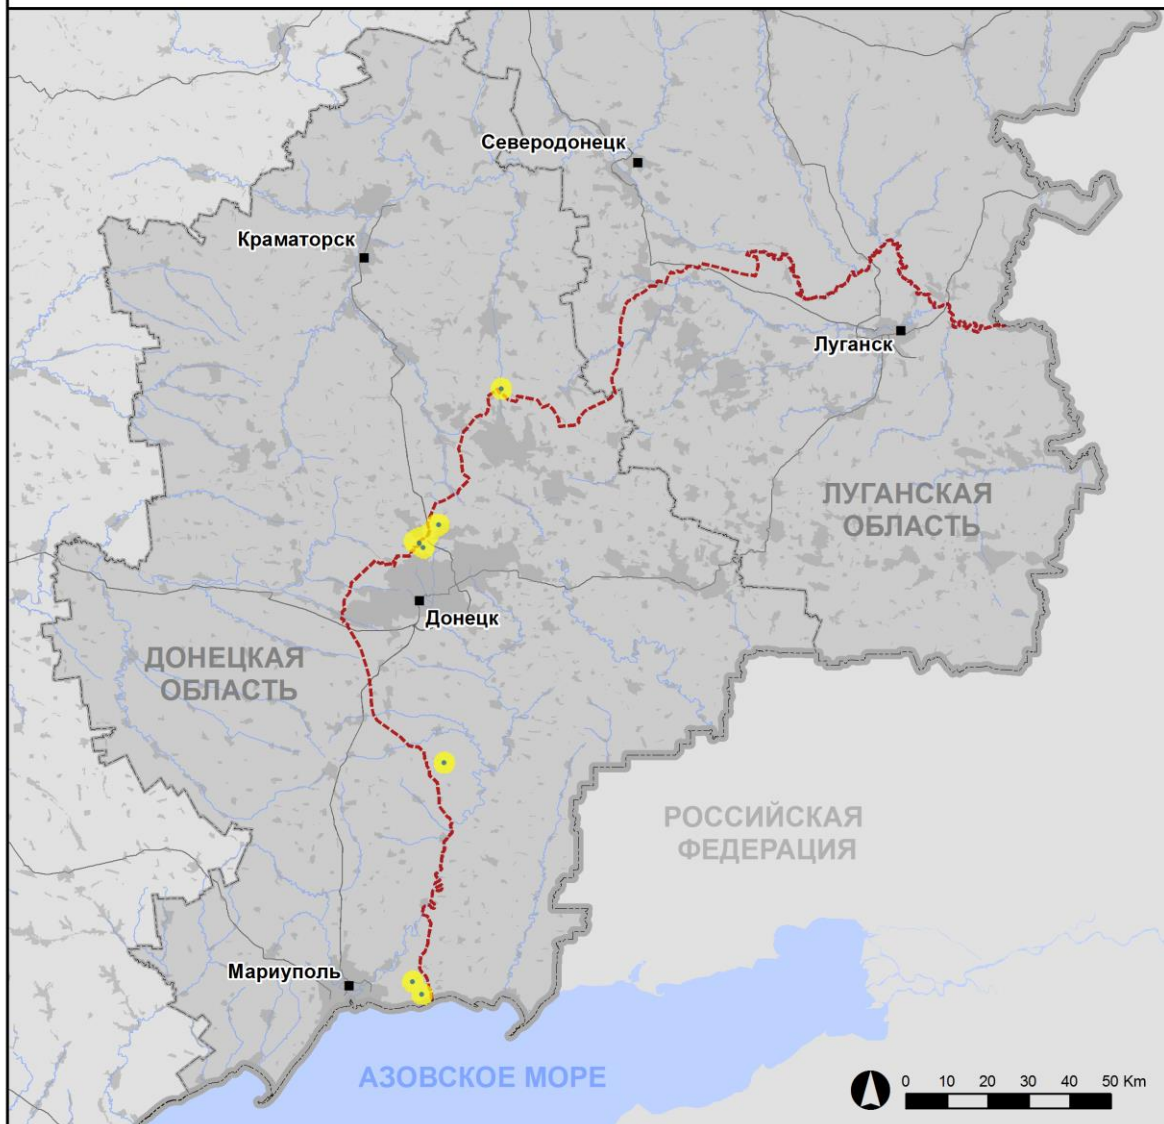 Северодонецк
Краматорск
Луганск
ЛУГАНСКАЯ
ОБЛАСТЬ
Донецк
ДОНЕЦКАЯ
ОБЛАСТЬ
РОССИЙСКАЯ
ФЕДЕРАЦИЯ
Мариуполь
АЗОВСКОЕ МОРЕ
0 10 20 30 40 50 Km